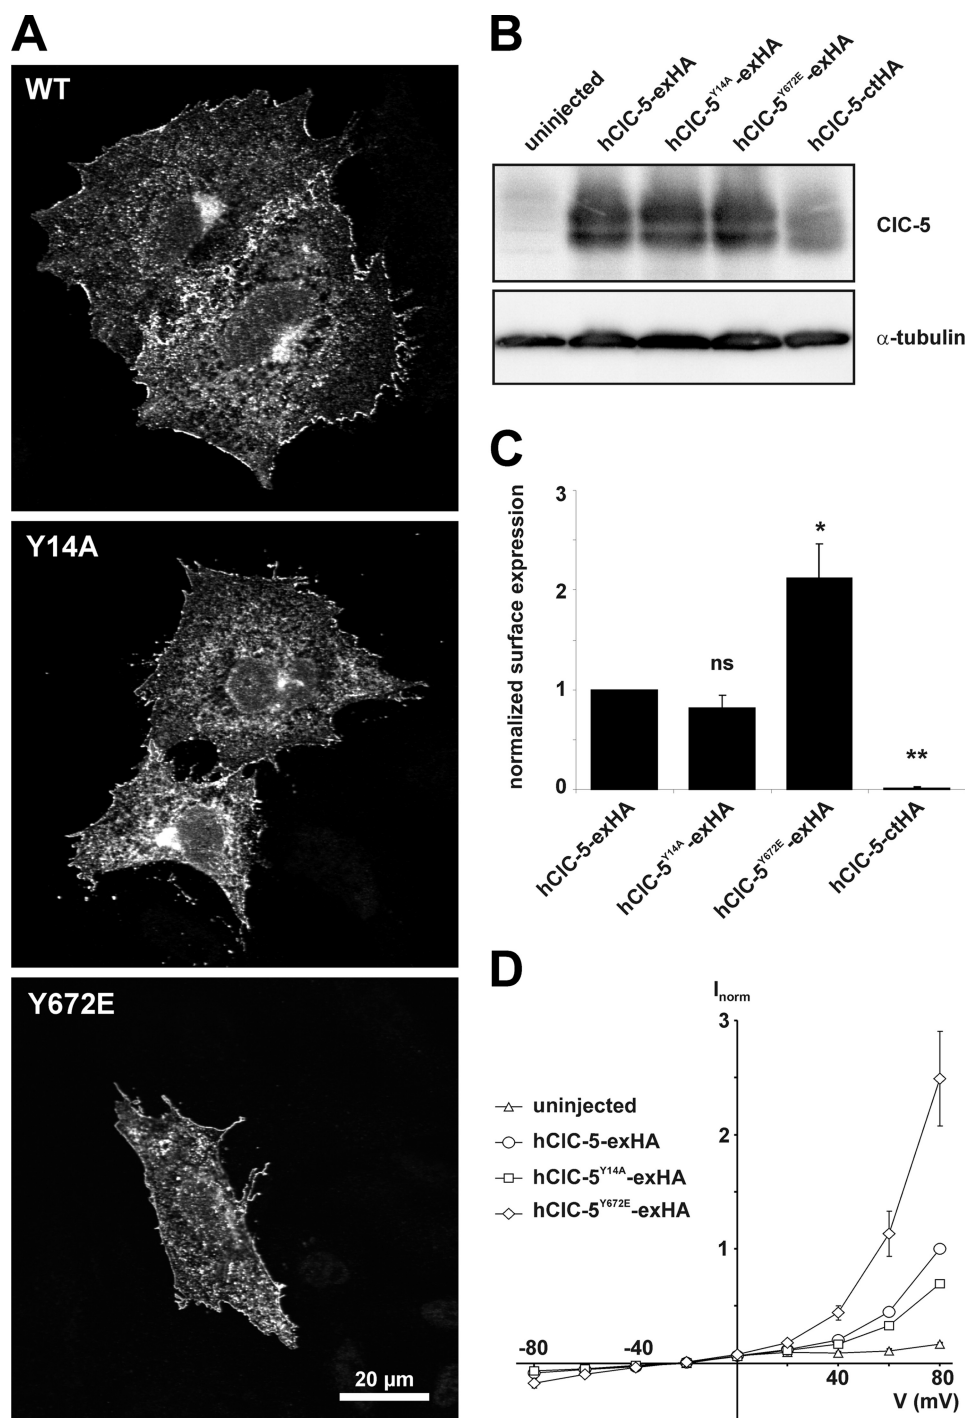 A
WT
Y14A
Y672E
20 µm
B
uninjected
hClC-5-exHA
hClC-5Y14A-exHA
hClC-5Y672E-exHA
hClC-5-ctHA
ClC-5
α-tubulin
C
normalized surface expression
3
2
1
0
ns
*
**
hClC-5-exHA
hClC-5Y14A-exHA
hClC-5Y672E-exHA
hClC-5-ctHA
D
Inorm
3
2
1
uninjected
hClC-5-exHA
hClC-5Y14A-exHA
hClC-5Y672E-exHA
-80 -40 40 80
V (mV)